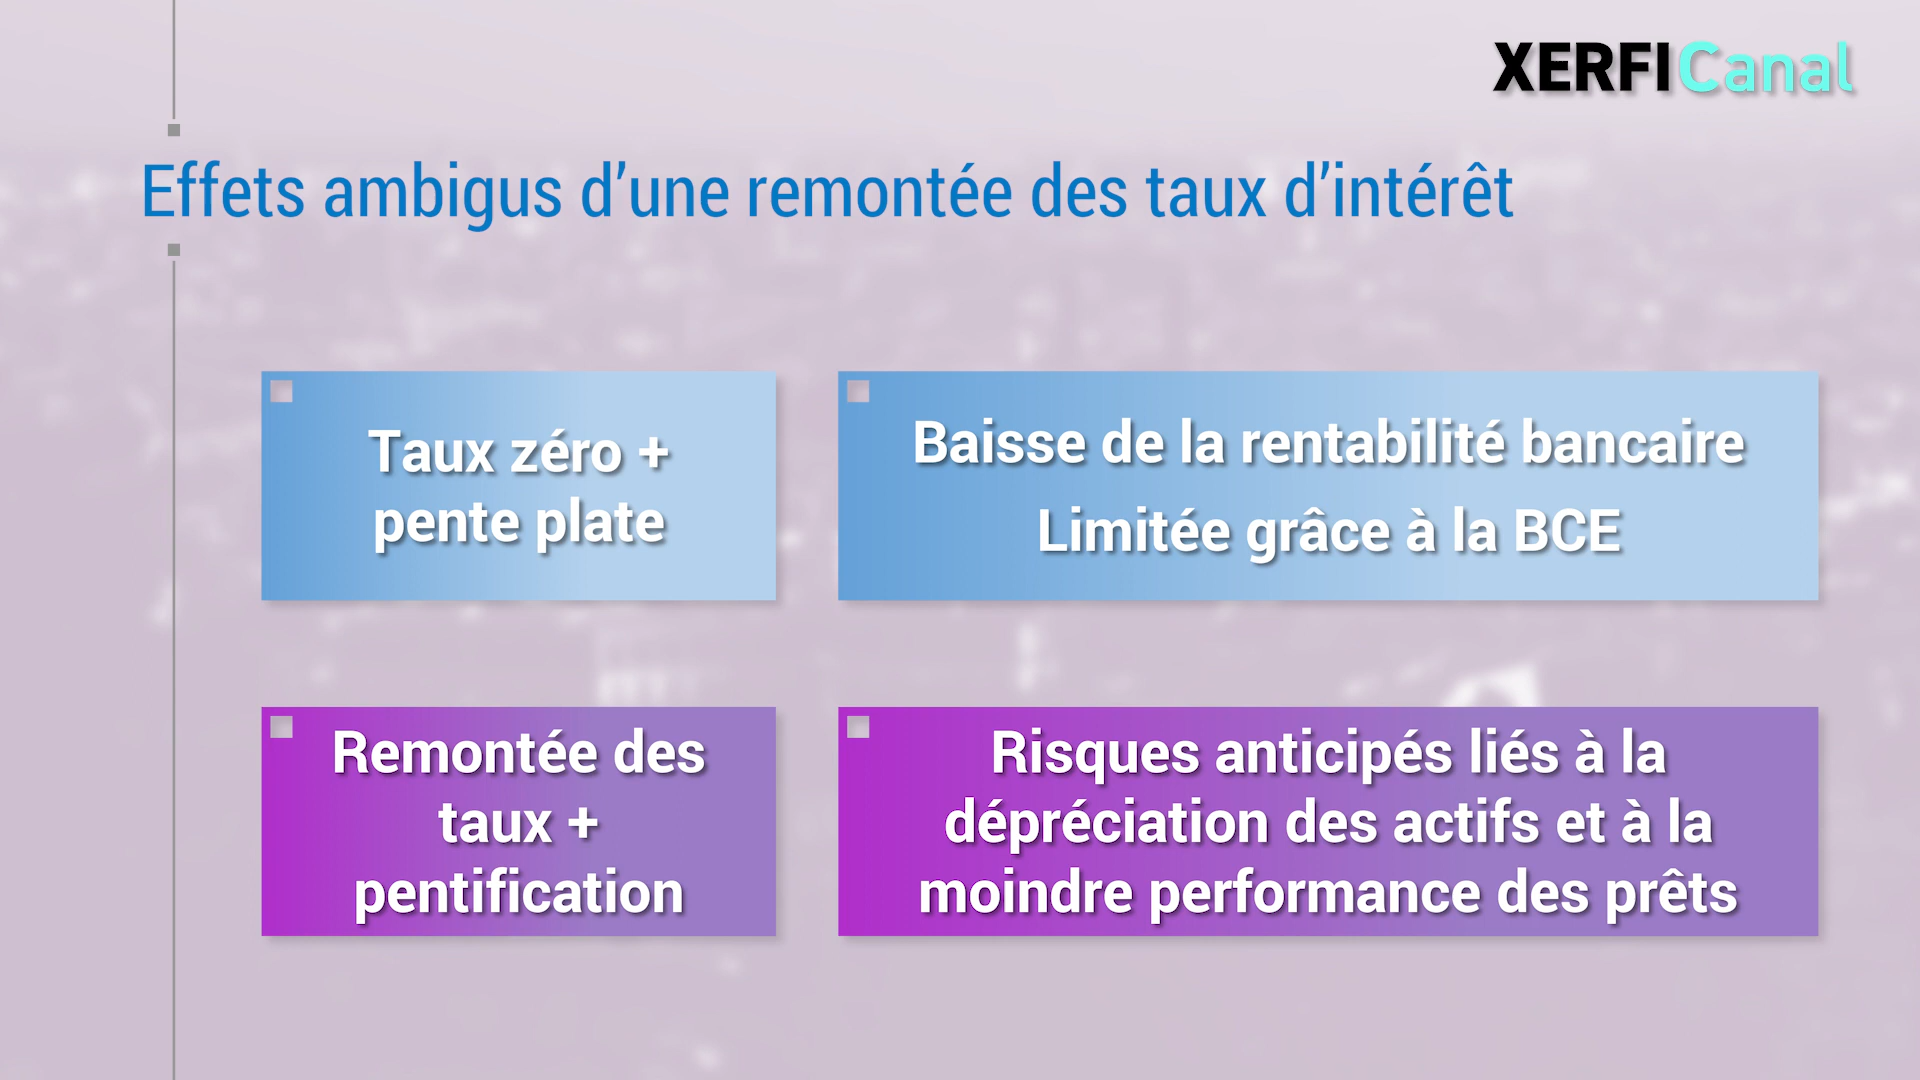 XERFI Canal
Effets ambigus d’une remontée des taux d’intérêt
Taux zéro +
pente plate
Baisse de la rentabilité bancaire
Limitée grâce à la BCE
Remontée des
taux +
pentification
Risques anticipés liés à la
dépréciation des actifs et à la
moindre performance des prêts